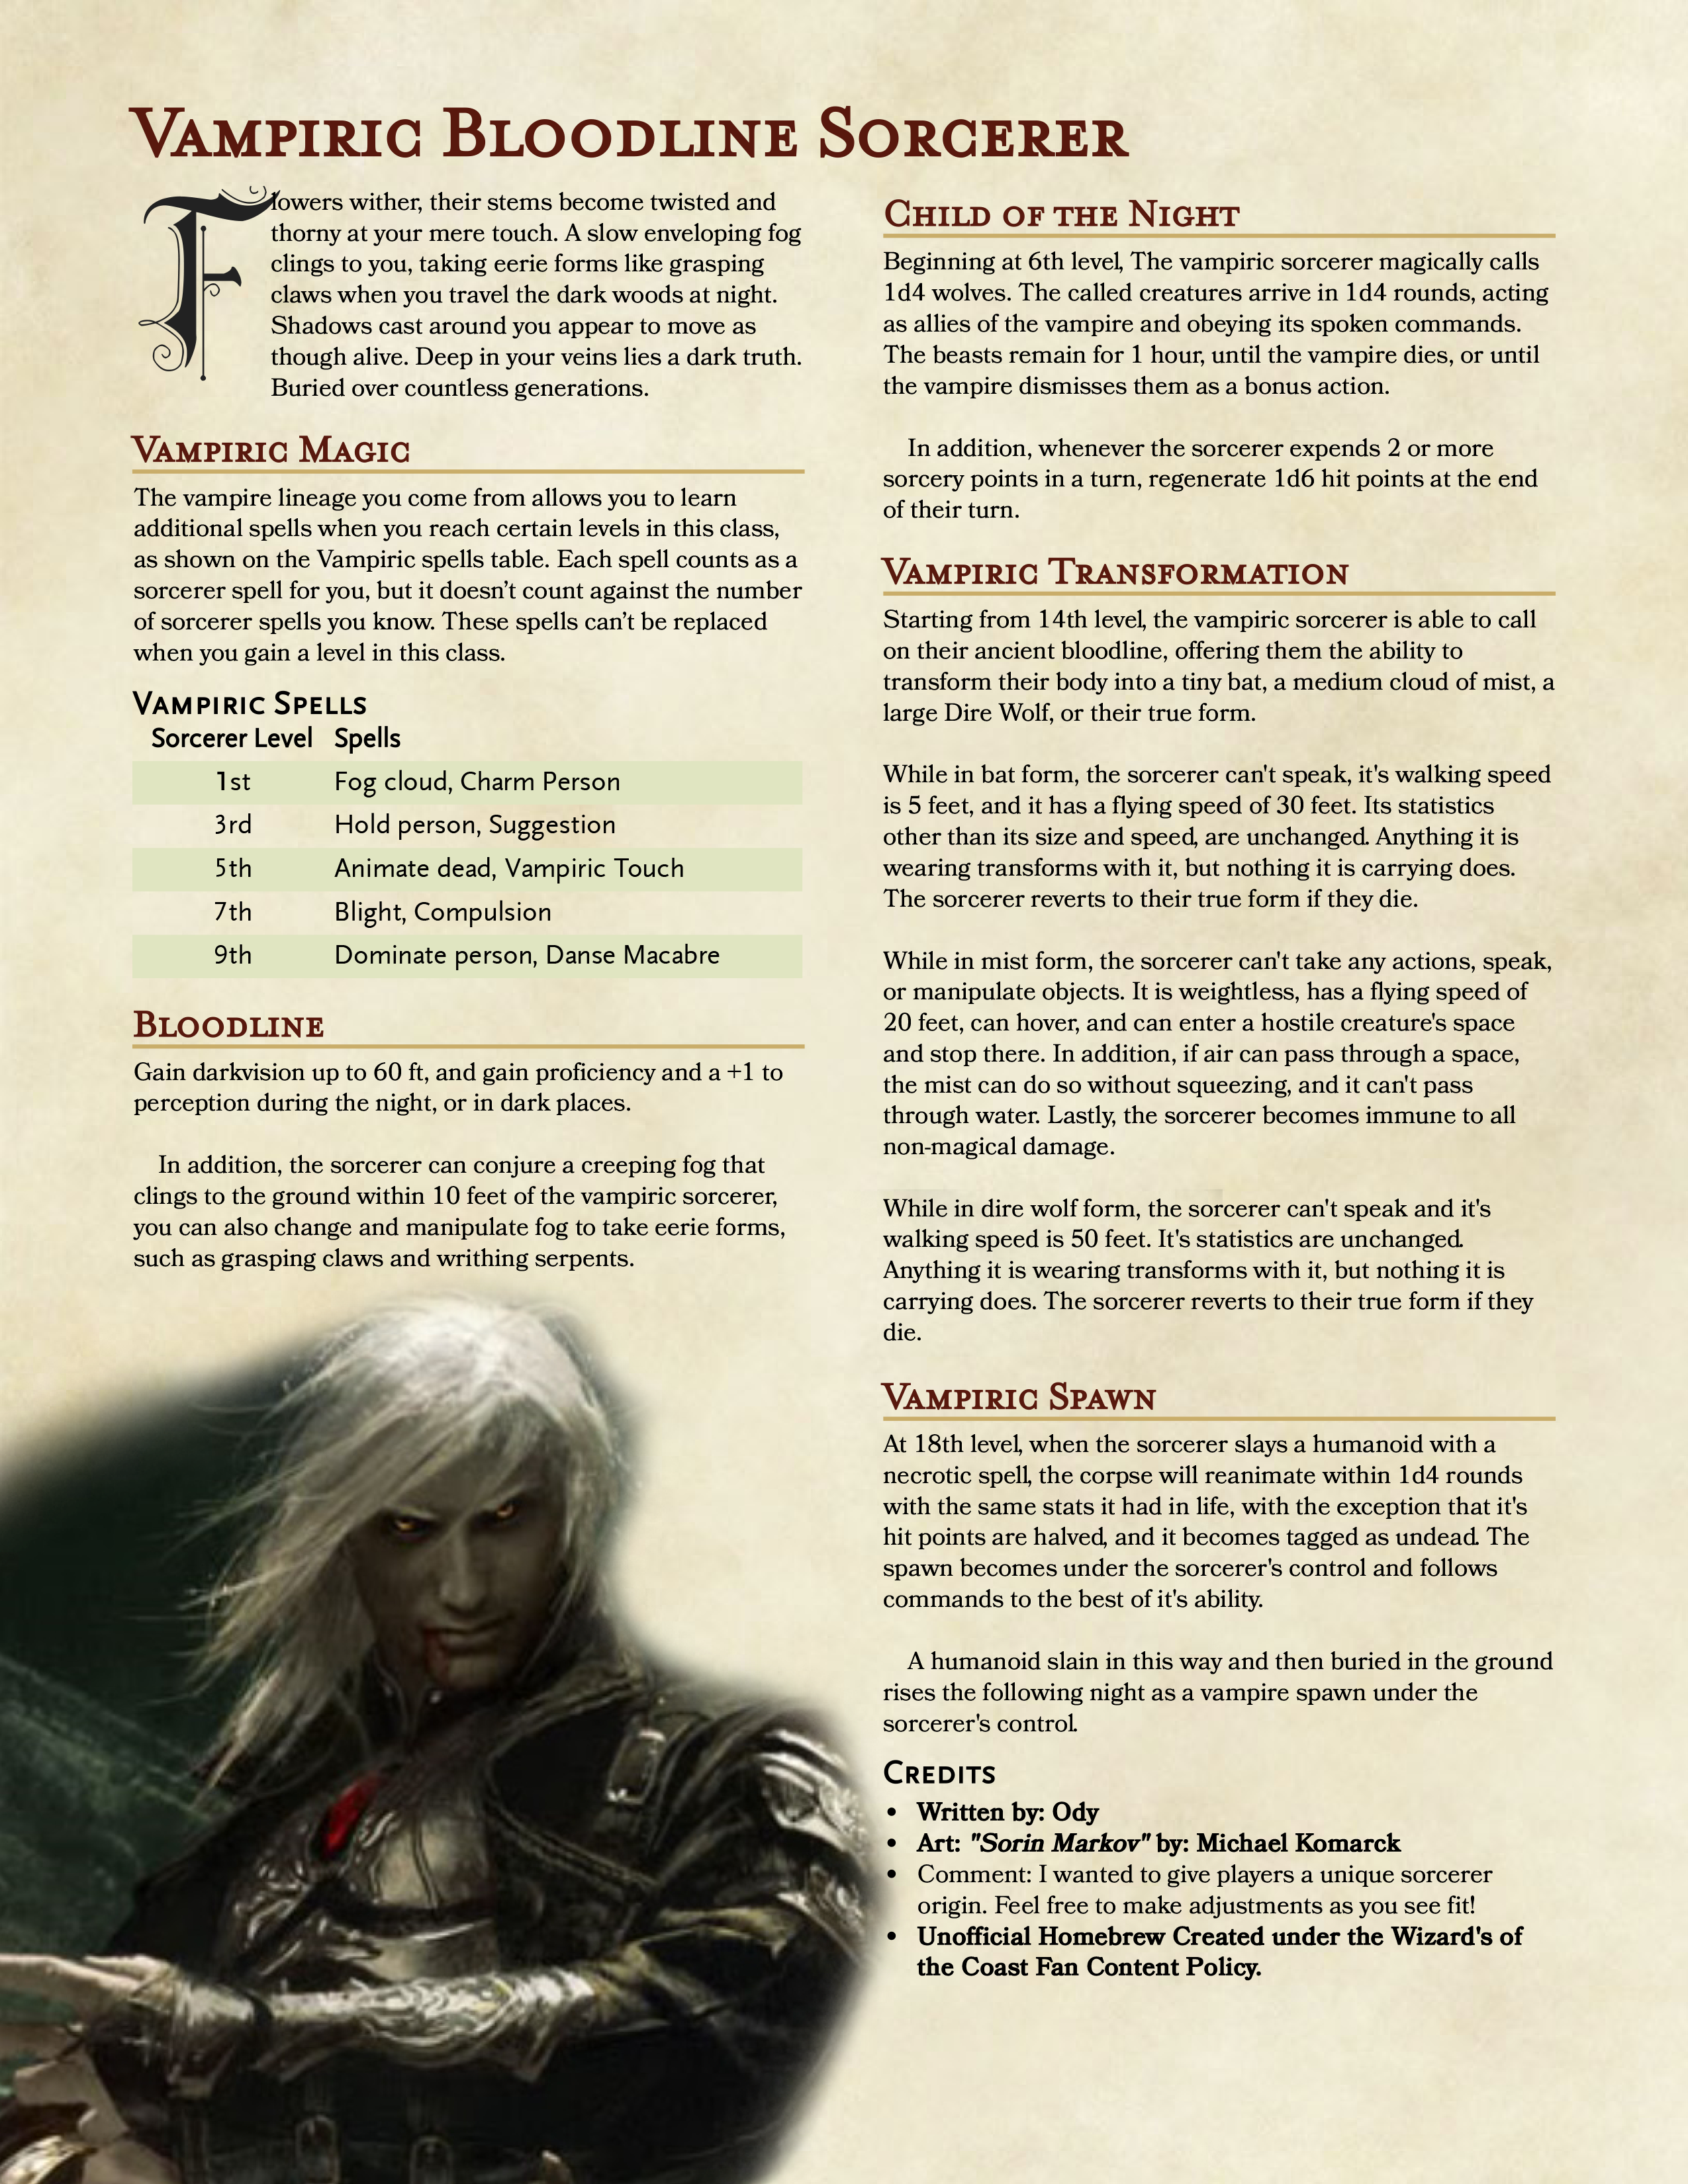 Vampiric Bloodline Sorcerer
Flowers wither, their stems become twisted and
thorny at your mere touch. A slow enveloping fog
clings to you, taking eerie forms like grasping
claws when you travel the dark woods at night.
Shadows cast around you appear to move as
though alive. Deep in your veins lies a dark truth.
Buried over countless generations.
Vampiric Magic
The vampire lineage you come from allows you to learn
additional spells when you reach certain levels in this class,
as shown on the Vampiric spells table. Each spell counts as a
sorcerer spell for you, but it doesn’t count against the number
of sorcerer spells you know. These spells can’t be replaced
when you gain a level in this class.
Vampiric Spells
Sorcerer Level Spells
1st Fog cloud, Charm Person
3rd Hold person, Suggestion
5th Animate dead, Vampiric Touch
7th Blight, Compulsion
9th Dominate person, Danse Macabre
Bloodline
Gain darkvision up to 60 ft, and gain proficiency and a +1 to
perception during the night, or in dark places.
In addition, the sorcerer can conjure a creeping fog that
clings to the ground within 10 feet of the vampiric sorcerer,
you can also change and manipulate fog to take eerie forms,
such as grasping claws and writhing serpents.
Child of the Night
Beginning at 6th level, The vampiric sorcerer magically calls
1d4 wolves. The called creatures arrive in 1d4 rounds, acting
as allies of the vampire and obeying its spoken commands.
The beasts remain for 1 hour, until the vampire dies, or until
the vampire dismisses them as a bonus action.
In addition, whenever the sorcerer expends 2 or more
sorcery points in a turn, regenerate 1d6 hit points at the end
of their turn.
Vampiric Transformation
Starting from 14th level, the vampiric sorcerer is able to call
on their ancient bloodline, offering them the ability to
transform their body into a tiny bat, a medium cloud of mist, a
large Dire Wolf, or their true form.
While in bat form, the sorcerer can't speak, it's walking speed
is 5 feet, and it has a flying speed of 30 feet. Its statistics
other than its size and speed, are unchanged. Anything it is
wearing transforms with it, but nothing it is carrying does.
The sorcerer reverts to their true form if they die.
While in mist form, the sorcerer can't take any actions, speak,
or manipulate objects. It is weightless, has a flying speed of
20 feet, can hover, and can enter a hostile creature's space
and stop there. In addition, if air can pass through a space,
the mist can do so without squeezing, and it can't pass
through water. Lastly, the sorcerer becomes immune to all
non-magical damage.
While in dire wolf form, the sorcerer can't speak and it's
walking speed is 50 feet. It's statistics are unchanged.
Anything it is wearing transforms with it, but nothing it is
carrying does. The sorcerer reverts to their true form if they
die.
Vampiric Spawn
At 18th level, when the sorcerer slays a humanoid with a
necrotic spell, the corpse will reanimate within 1d4 rounds
with the same stats it had in life, with the exception that it's
hit points are halved, and it becomes tagged as undead. The
spawn becomes under the sorcerer's control and follows
commands to the best of it's ability.
A humanoid slain in this way and then buried in the ground
rises the following night as a vampire spawn under the
sorcerer's control.
Credits
• Written by: Ody
• Art: "Sorin Markov" by: Michael Komarck
• Comment: I wanted to give players a unique sorcerer
origin. Feel free to make adjustments as you see fit!
• Unofficial Homebrew Created under the Wizard's of
the Coast Fan Content Policy.